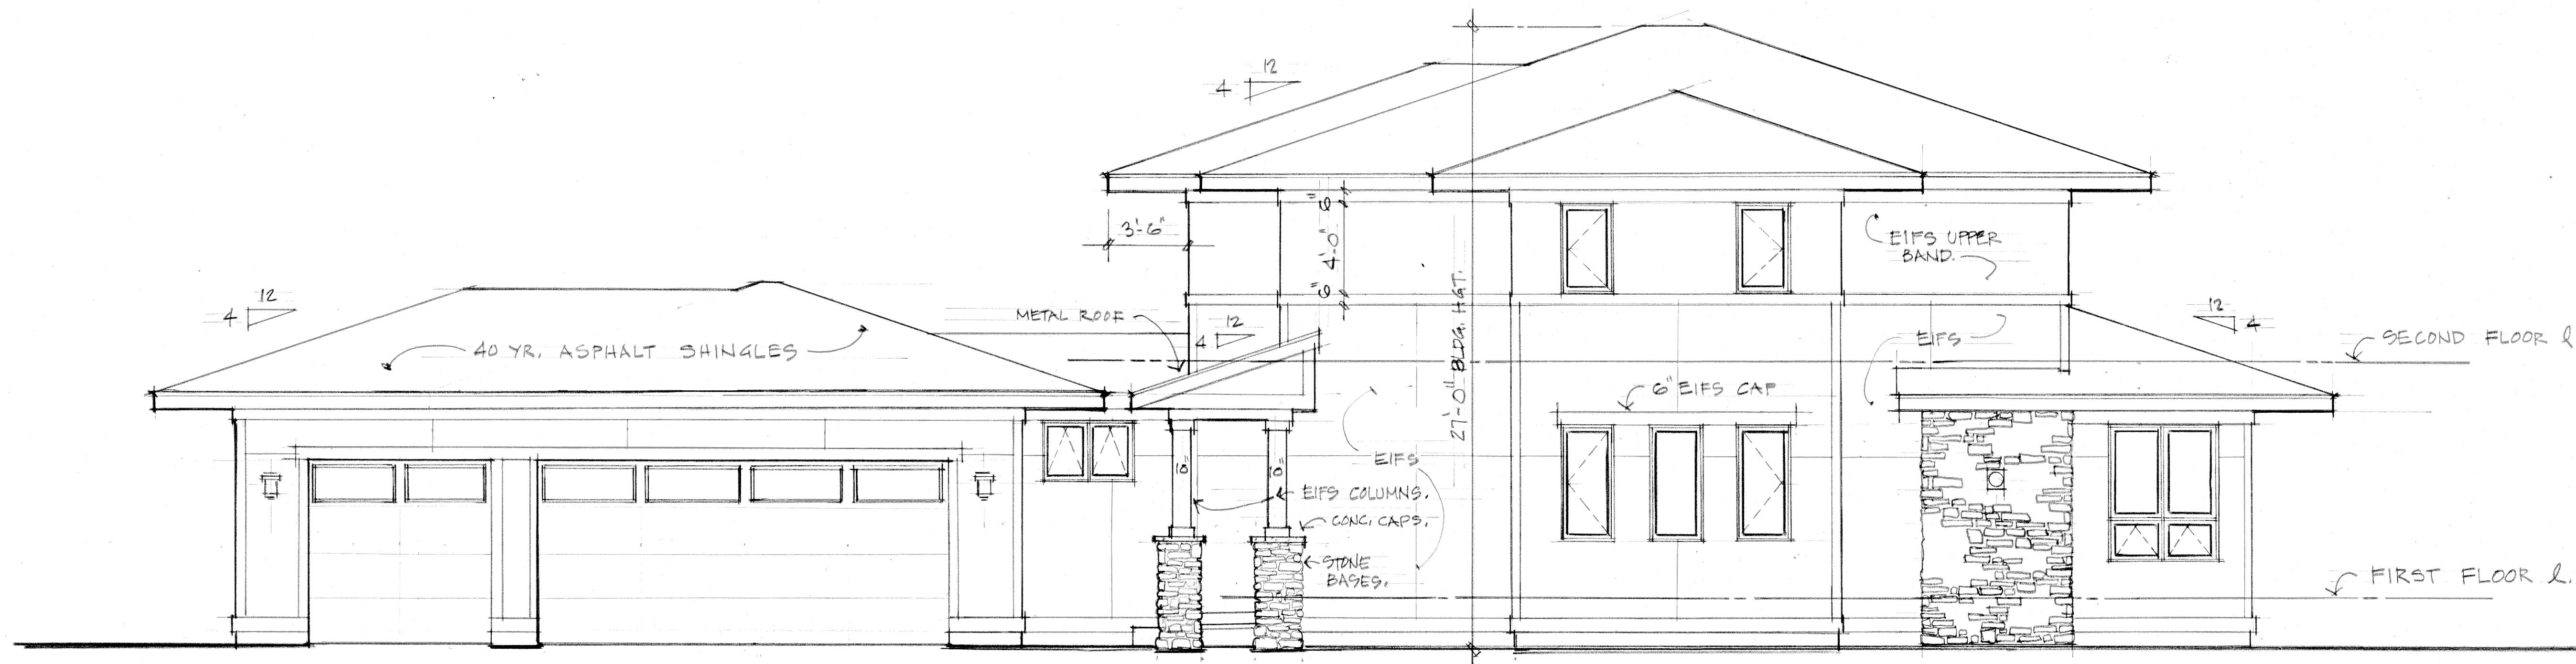 12
4
3'-6"
6"
4'-0"
6"
27'-0" BLDG. HGT.
EIFS UPPER
BAND.
12
4
40 YR. ASPHALT SHINGLES
METAL ROOF
12
4
EIFS
12
4
SECOND FLOOR
6" EIFS CAP
10"
10"
EIFS
EIFS COLUMNS.
CONC. CAPS.
STONE
BASES.
FIRST FLOOR